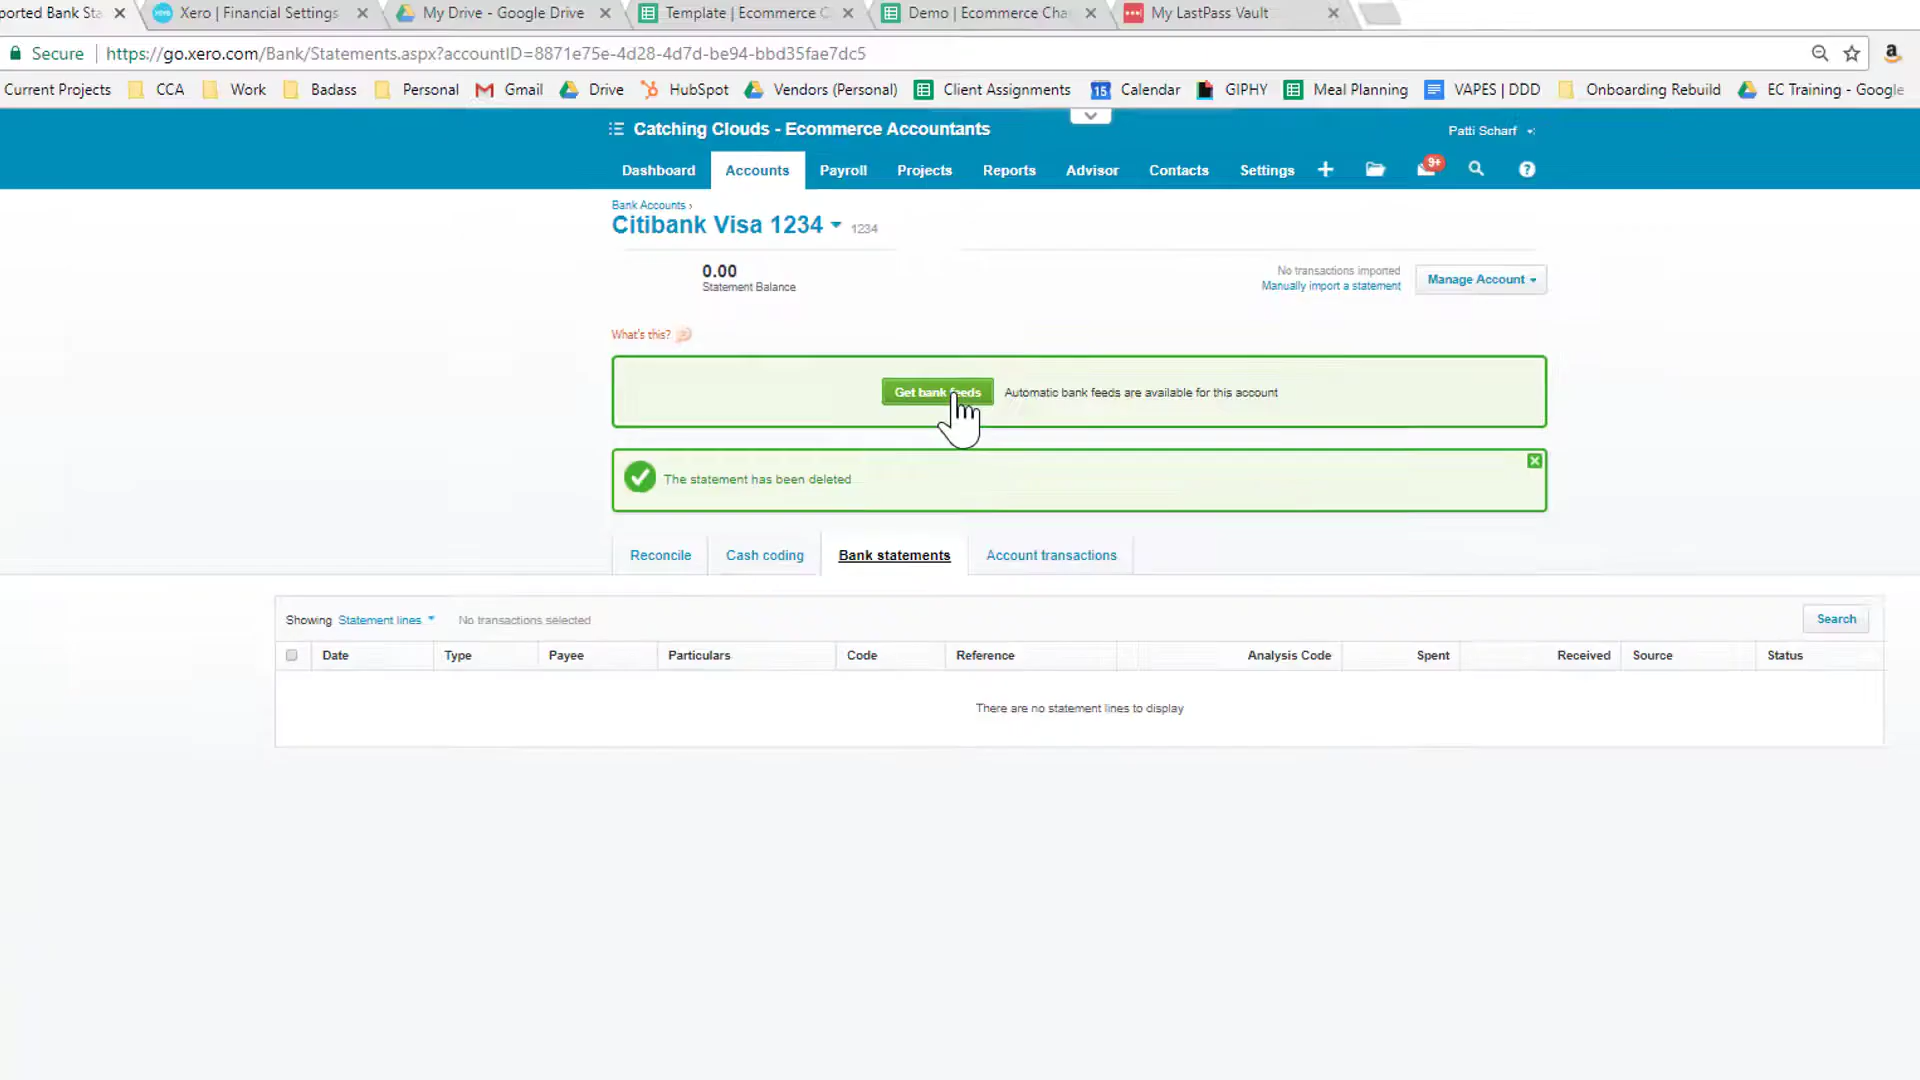 ported Bank Sta
Xero | Financial Settings
My Drive - Google Drive
Template | Ecommerce C
Demo | Ecommerce Cha
My LastPass Vault
Secure
https://go.xero.com/Bank/Statements.aspx?accountID=8871e75e-4d28-4d7d-be94-bbd35fae7dc5
Current Projects CCA Work Badass Personal Gmail Drive HubSpot Vendors (Personal) Client Assignments 15 Calendar GIPHY Meal Planning VAPES | DDD Onboarding Rebuild EC Training - Google
Catching Clouds - Ecommerce Accountants
Patti Scharf
Dashboard Accounts Payroll Projects Reports Advisor Contacts Settings 9+
Bank Accounts ›
Citibank Visa 1234 1234
0.00
Statement Balance
No transactions imported
Manually import a statement
Manage Account
What's this?
Get bank feeds Automatic bank feeds are available for this account
The statement has been deleted
Reconcile Cash coding Bank statements Account transactions
Showing Statement lines No transactions selected Search
Date Type Payee Particulars Code Reference Analysis Code Spent Received Source Status
There are no statement lines to display